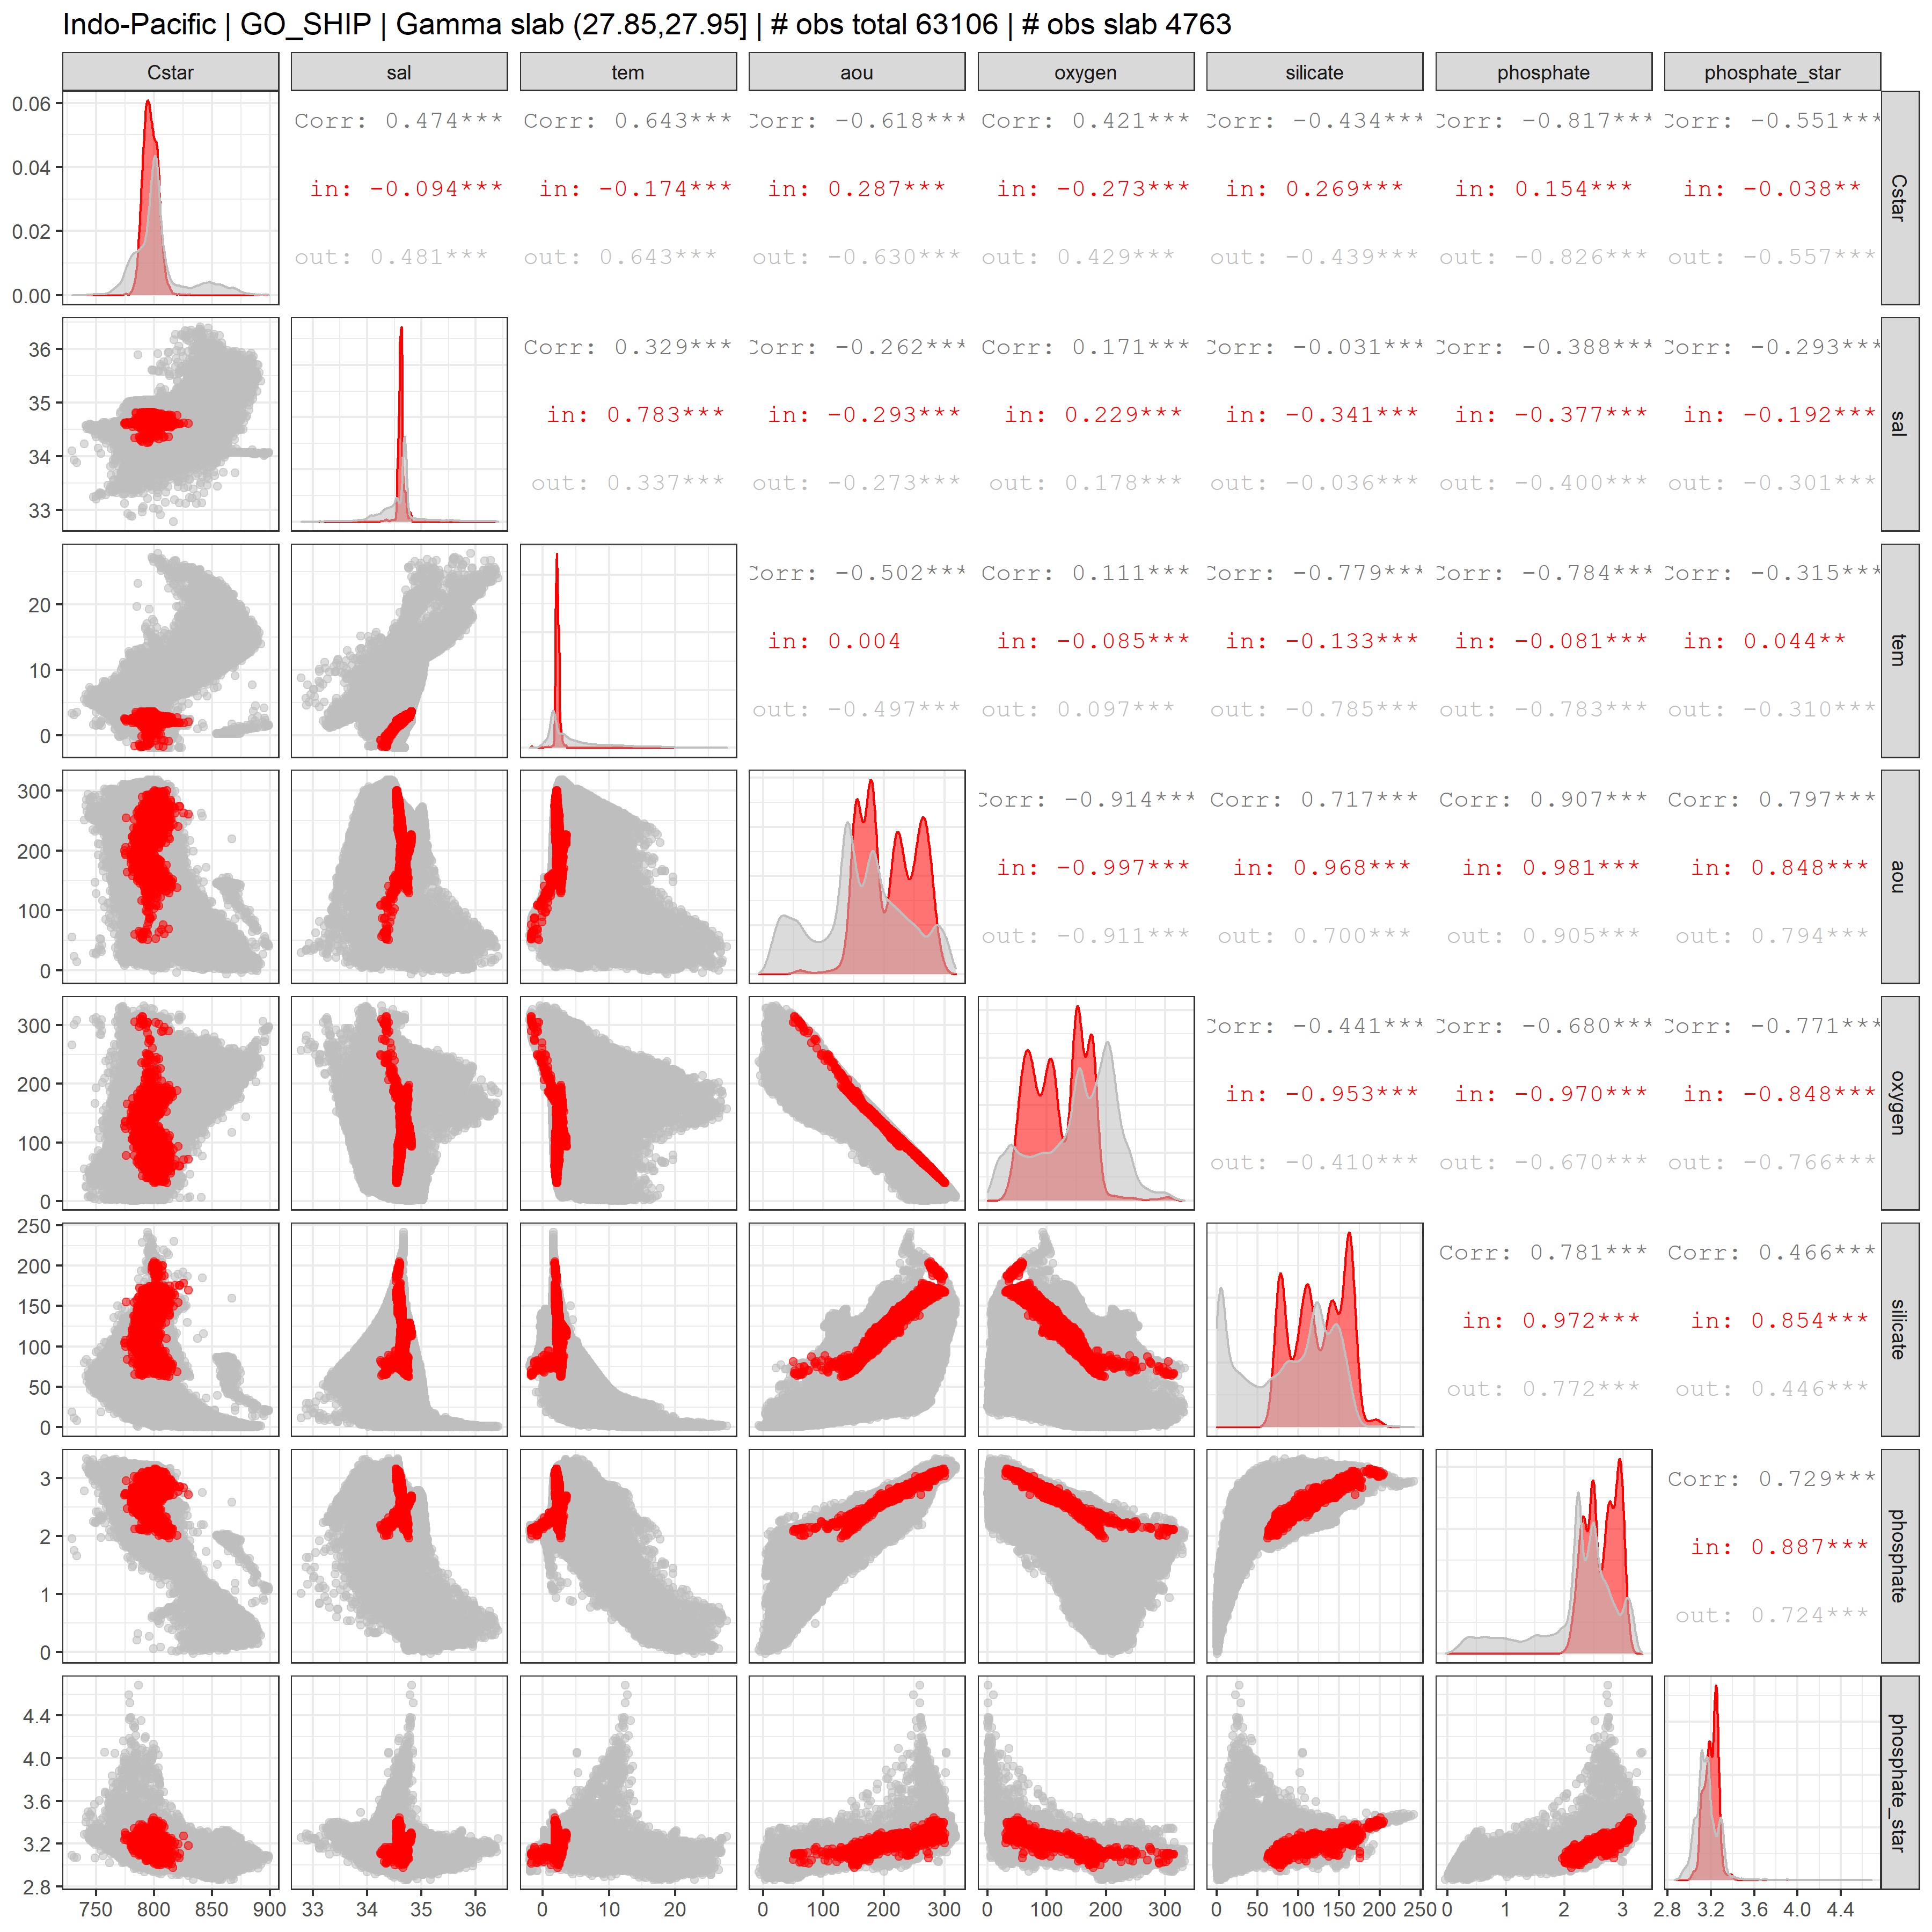 Indo-Pacific | GO_SHIP | Gamma slab (27.85,27.95] | # obs total 63106 | # obs slab 4763
Cstar sal tem aou oxygen silicate phosphate phosphate_star
0.06
0.04
0.02
0.00
Corr: 0.474*** Corr: 0.643*** Corr: -0.618*** Corr: 0.421*** Corr: -0.434*** Corr: -0.817*** Corr: -0.551***
in: -0.094*** in: -0.174*** in: 0.287*** in: -0.273*** in: 0.269*** in: 0.154*** in: -0.038**
out: 0.481*** out: 0.643*** out: -0.630*** out: 0.429*** out: -0.439*** out: -0.826*** out: -0.557***
Cstar
36
35
34
33
Corr: 0.329*** Corr: -0.262*** Corr: 0.171*** Corr: -0.031*** Corr: -0.388*** Corr: -0.293***
in: 0.783*** in: -0.293*** in: 0.229*** in: -0.341*** in: -0.377*** in: -0.192***
out: 0.337*** out: -0.273*** out: 0.178*** out: -0.036*** out: -0.400*** out: -0.301***
sal
20
10
0
Corr: -0.502*** Corr: 0.111*** Corr: -0.779*** Corr: -0.784*** Corr: -0.315***
in: 0.004 in: -0.085*** in: -0.133*** in: -0.081*** in: 0.044**
out: -0.497*** out: 0.097*** out: -0.785*** out: -0.783*** out: -0.310***
tem
300
200
100
0
Corr: -0.914*** Corr: 0.717*** Corr: 0.907*** Corr: 0.797***
in: -0.997*** in: 0.968*** in: 0.981*** in: 0.848***
out: -0.911*** out: 0.700*** out: 0.905*** out: 0.794***
aou
300
200
100
0
Corr: -0.441*** Corr: -0.680*** Corr: -0.771***
in: -0.953*** in: -0.970*** in: -0.848***
out: -0.410*** out: -0.670*** out: -0.766***
oxygen
250
200
150
100
50
0
Corr: 0.781*** Corr: 0.466***
in: 0.972*** in: 0.854***
out: 0.772*** out: 0.446***
silicate
3
2
1
0
Corr: 0.729***
in: 0.887***
out: 0.724***
phosphate
4.4
4.0
3.6
3.2
2.8
phosphate_star
750 800 850 900 33 34 35 36 0 10 20 0 100 200 300 0 100 200 300 0 50 100 150 200 250 0 1 2 3 2.8 3.2 3.6 4.0 4.4